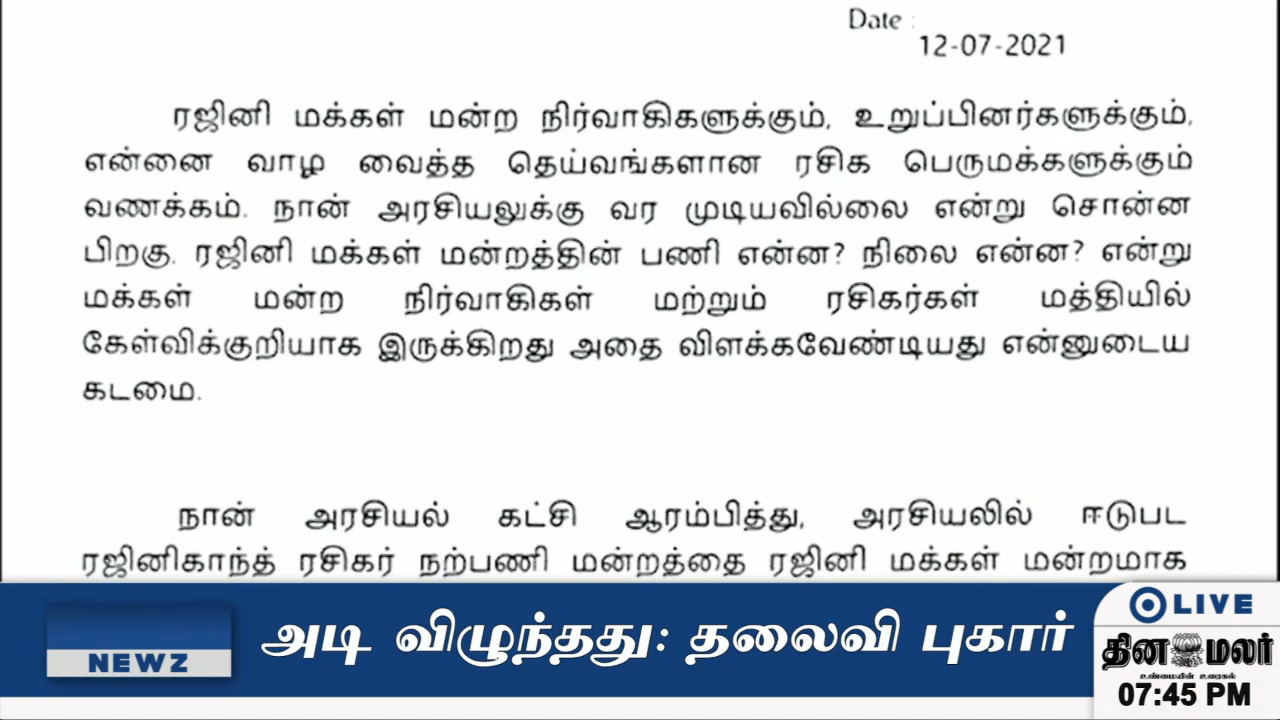 Date :
12-07-2021
ரஜினி மக்கள் மன்ற நிர்வாகிகளுக்கும், உறுப்பினர்களுக்கும்,
என்னை வாழ வைத்த தெய்வங்களான ரசிக பெருமக்களுக்கும்
வணக்கம். நான் அரசியலுக்கு வர முடியவில்லை என்று சொன்ன
பிறகு, ரஜினி மக்கள் மன்றத்தின் பணி என்ன? நிலை என்ன? என்று
மக்கள் மன்ற நிர்வாகிகள் மற்றும் ரசிகர்கள் மத்தியில்
கேள்விக்குறியாக இருக்கிறது அதை விளக்கவேண்டியது என்னுடைய
கடமை.
நான் அரசியல் கட்சி ஆரம்பித்து, அரசியலில் ஈடுபட
ரஜினிகாந்த் ரசிகர் நற்பணி மன்றத்தை ரஜினி மக்கள் மன்றமாக
NEWZ
அடி விழுந்தது: தலைவி புகார்
LIVE
தினமலர்
உண்மையின் உரைகல்
07:45 PM